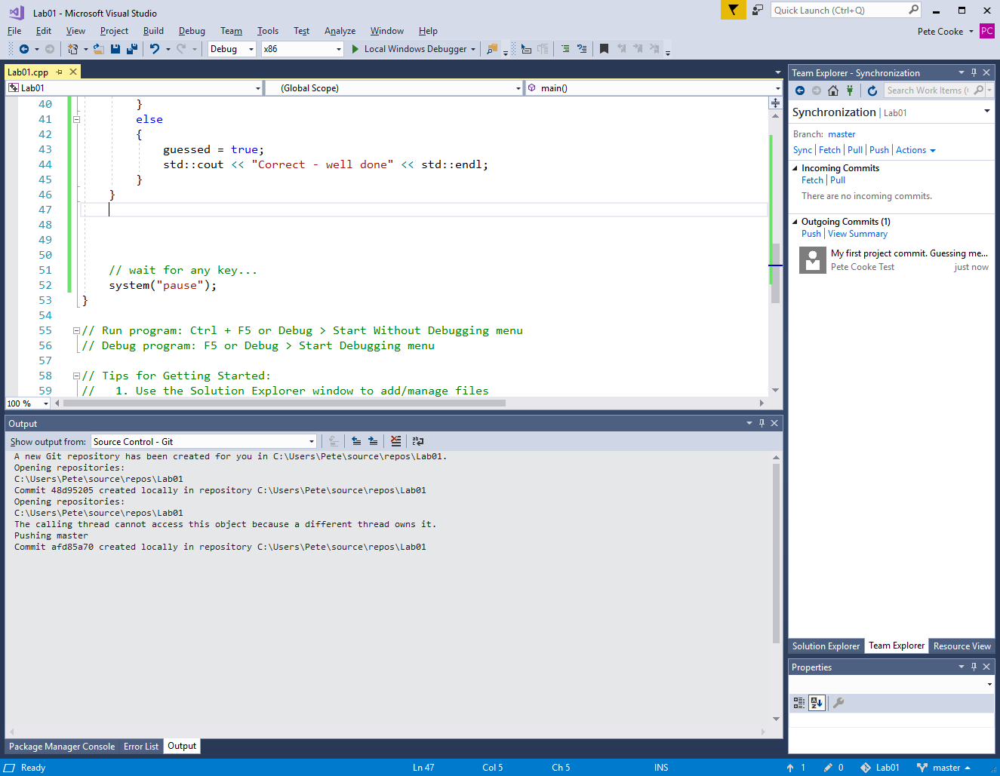 Lab01 - Microsoft Visual Studio
Quick Launch (Ctrl+Q)
File Edit View Project Build Debug Team Tools Test Analyze Window Help
Pete Cooke PC
Debug x86 Local Windows Debugger
Lab01.cpp
Lab01 (Global Scope) main()
40 }
41 else
42 {
43 guessed = true;
44 std::cout << "Correct - well done" << std::endl;
45 }
46 }
47
48
49
50
51 // wait for any key...
52 system("pause");
53 }
54
55 // Run program: Ctrl + F5 or Debug > Start Without Debugging menu
56 // Debug program: F5 or Debug > Start Debugging menu
57
58 // Tips for Getting Started:
59 //   1. Use the Solution Explorer window to add/manage files
100 %
Output
Show output from: Source Control - Git
A new Git repository has been created for you in C:\Users\Pete\source\repos\Lab01.
Opening repositories:
C:\Users\Pete\source\repos\Lab01
Commit 48d95205 created locally in repository C:\Users\Pete\source\repos\Lab01
Opening repositories:
C:\Users\Pete\source\repos\Lab01
The calling thread cannot access this object because a different thread owns it.
Pushing master
Commit afd85a70 created locally in repository C:\Users\Pete\source\repos\Lab01
Package Manager Console Error List Output
Team Explorer - Synchronization
Search Work Items (
Synchronization | Lab01
Branch: master
Sync | Fetch | Pull | Push | Actions
Incoming Commits
Fetch | Pull
There are no incoming commits.
Outgoing Commits (1)
Push | View Summary
My first project commit. Guessing me...
Pete Cooke Test just now
Solution Explorer Team Explorer Resource View
Properties
Ready Ln 47 Col 5 Ch 5 INS 1 0 Lab01 master